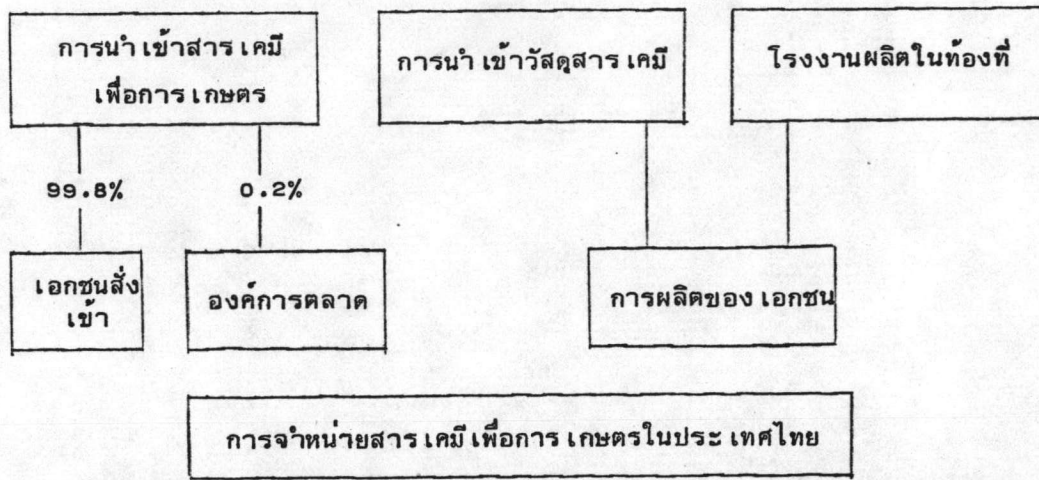 การนำเข้าสารเคมี
เพื่อการเกษตร
การนำเข้าวัสดุสารเคมี
โรงงานผลิตในท้องที่
99.8%
0.2%
เอกชนสั่ง
เข้า
องค์การตลาด
การผลิตของเอกชน
การจำหน่ายสารเคมีเพื่อการเกษตรในประเทศไทย